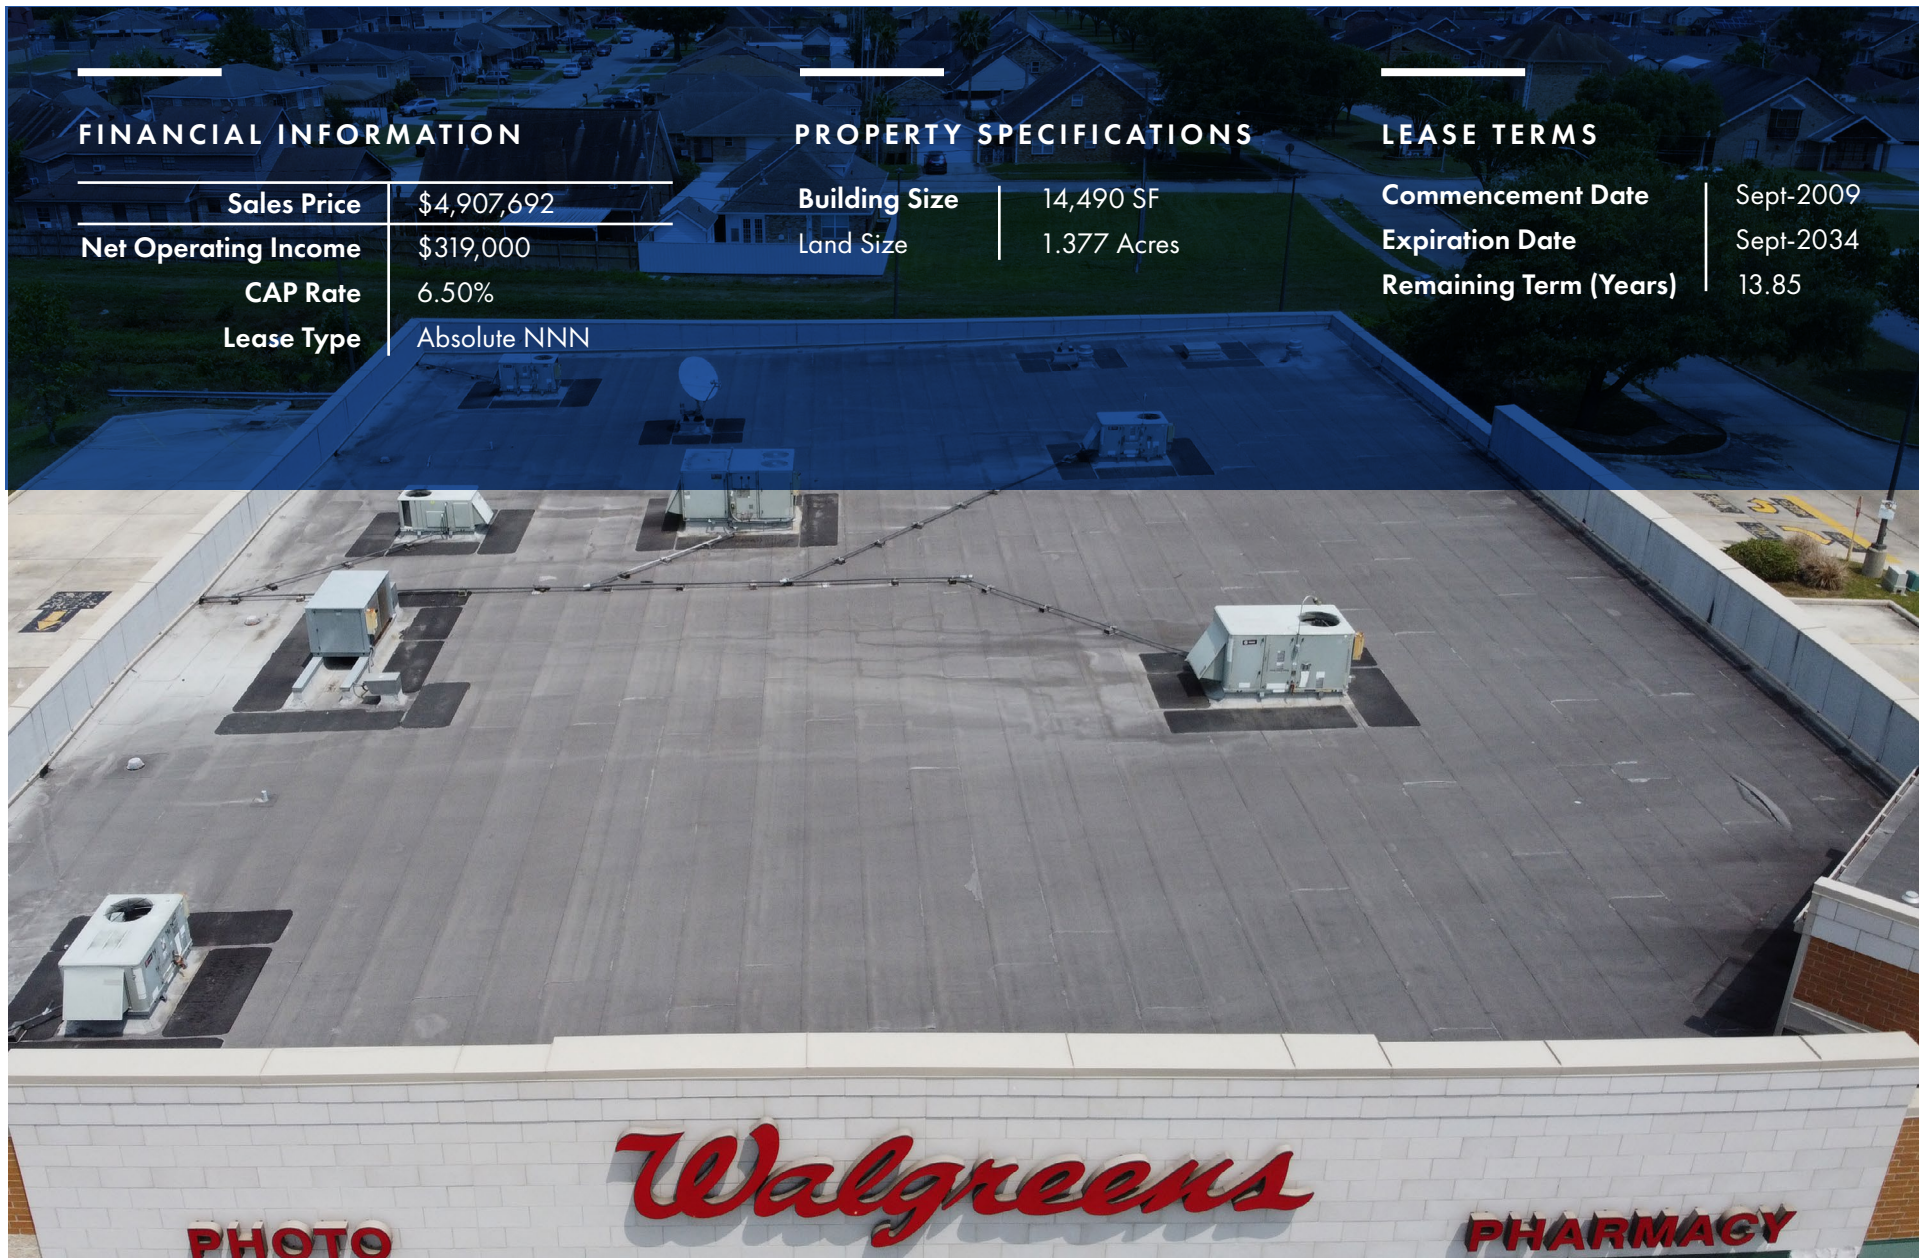 FINANCIAL INFORMATION
Sales Price $4,907,692
Net Operating Income $319,000
CAP Rate 6.50%
Lease Type Absolute NNN
PROPERTY SPECIFICATIONS
Building Size 14,490 SF
Land Size 1.377 Acres
LEASE TERMS
Commencement Date Sept-2009
Expiration Date Sept-2034
Remaining Term (Years) 13.85
Walgreens
PHOTO
PHARMACY